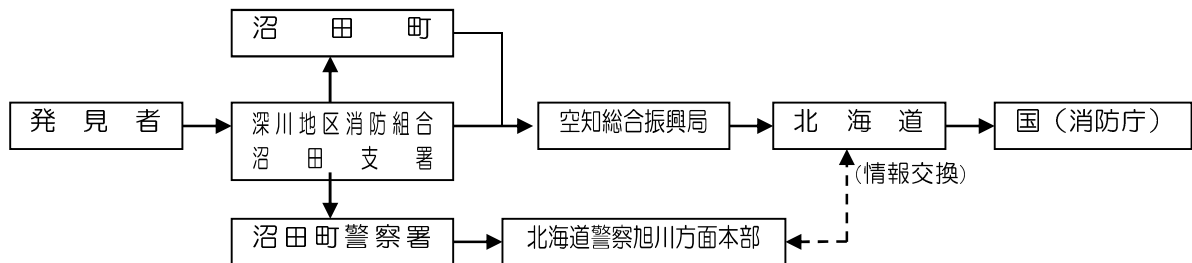 沼田町
発見者
深川地区消防組合
沼田支署
空知総合振興局
北海道
国（消防庁）
(情報交換)
沼田町警察署
北海道警察旭川方面本部